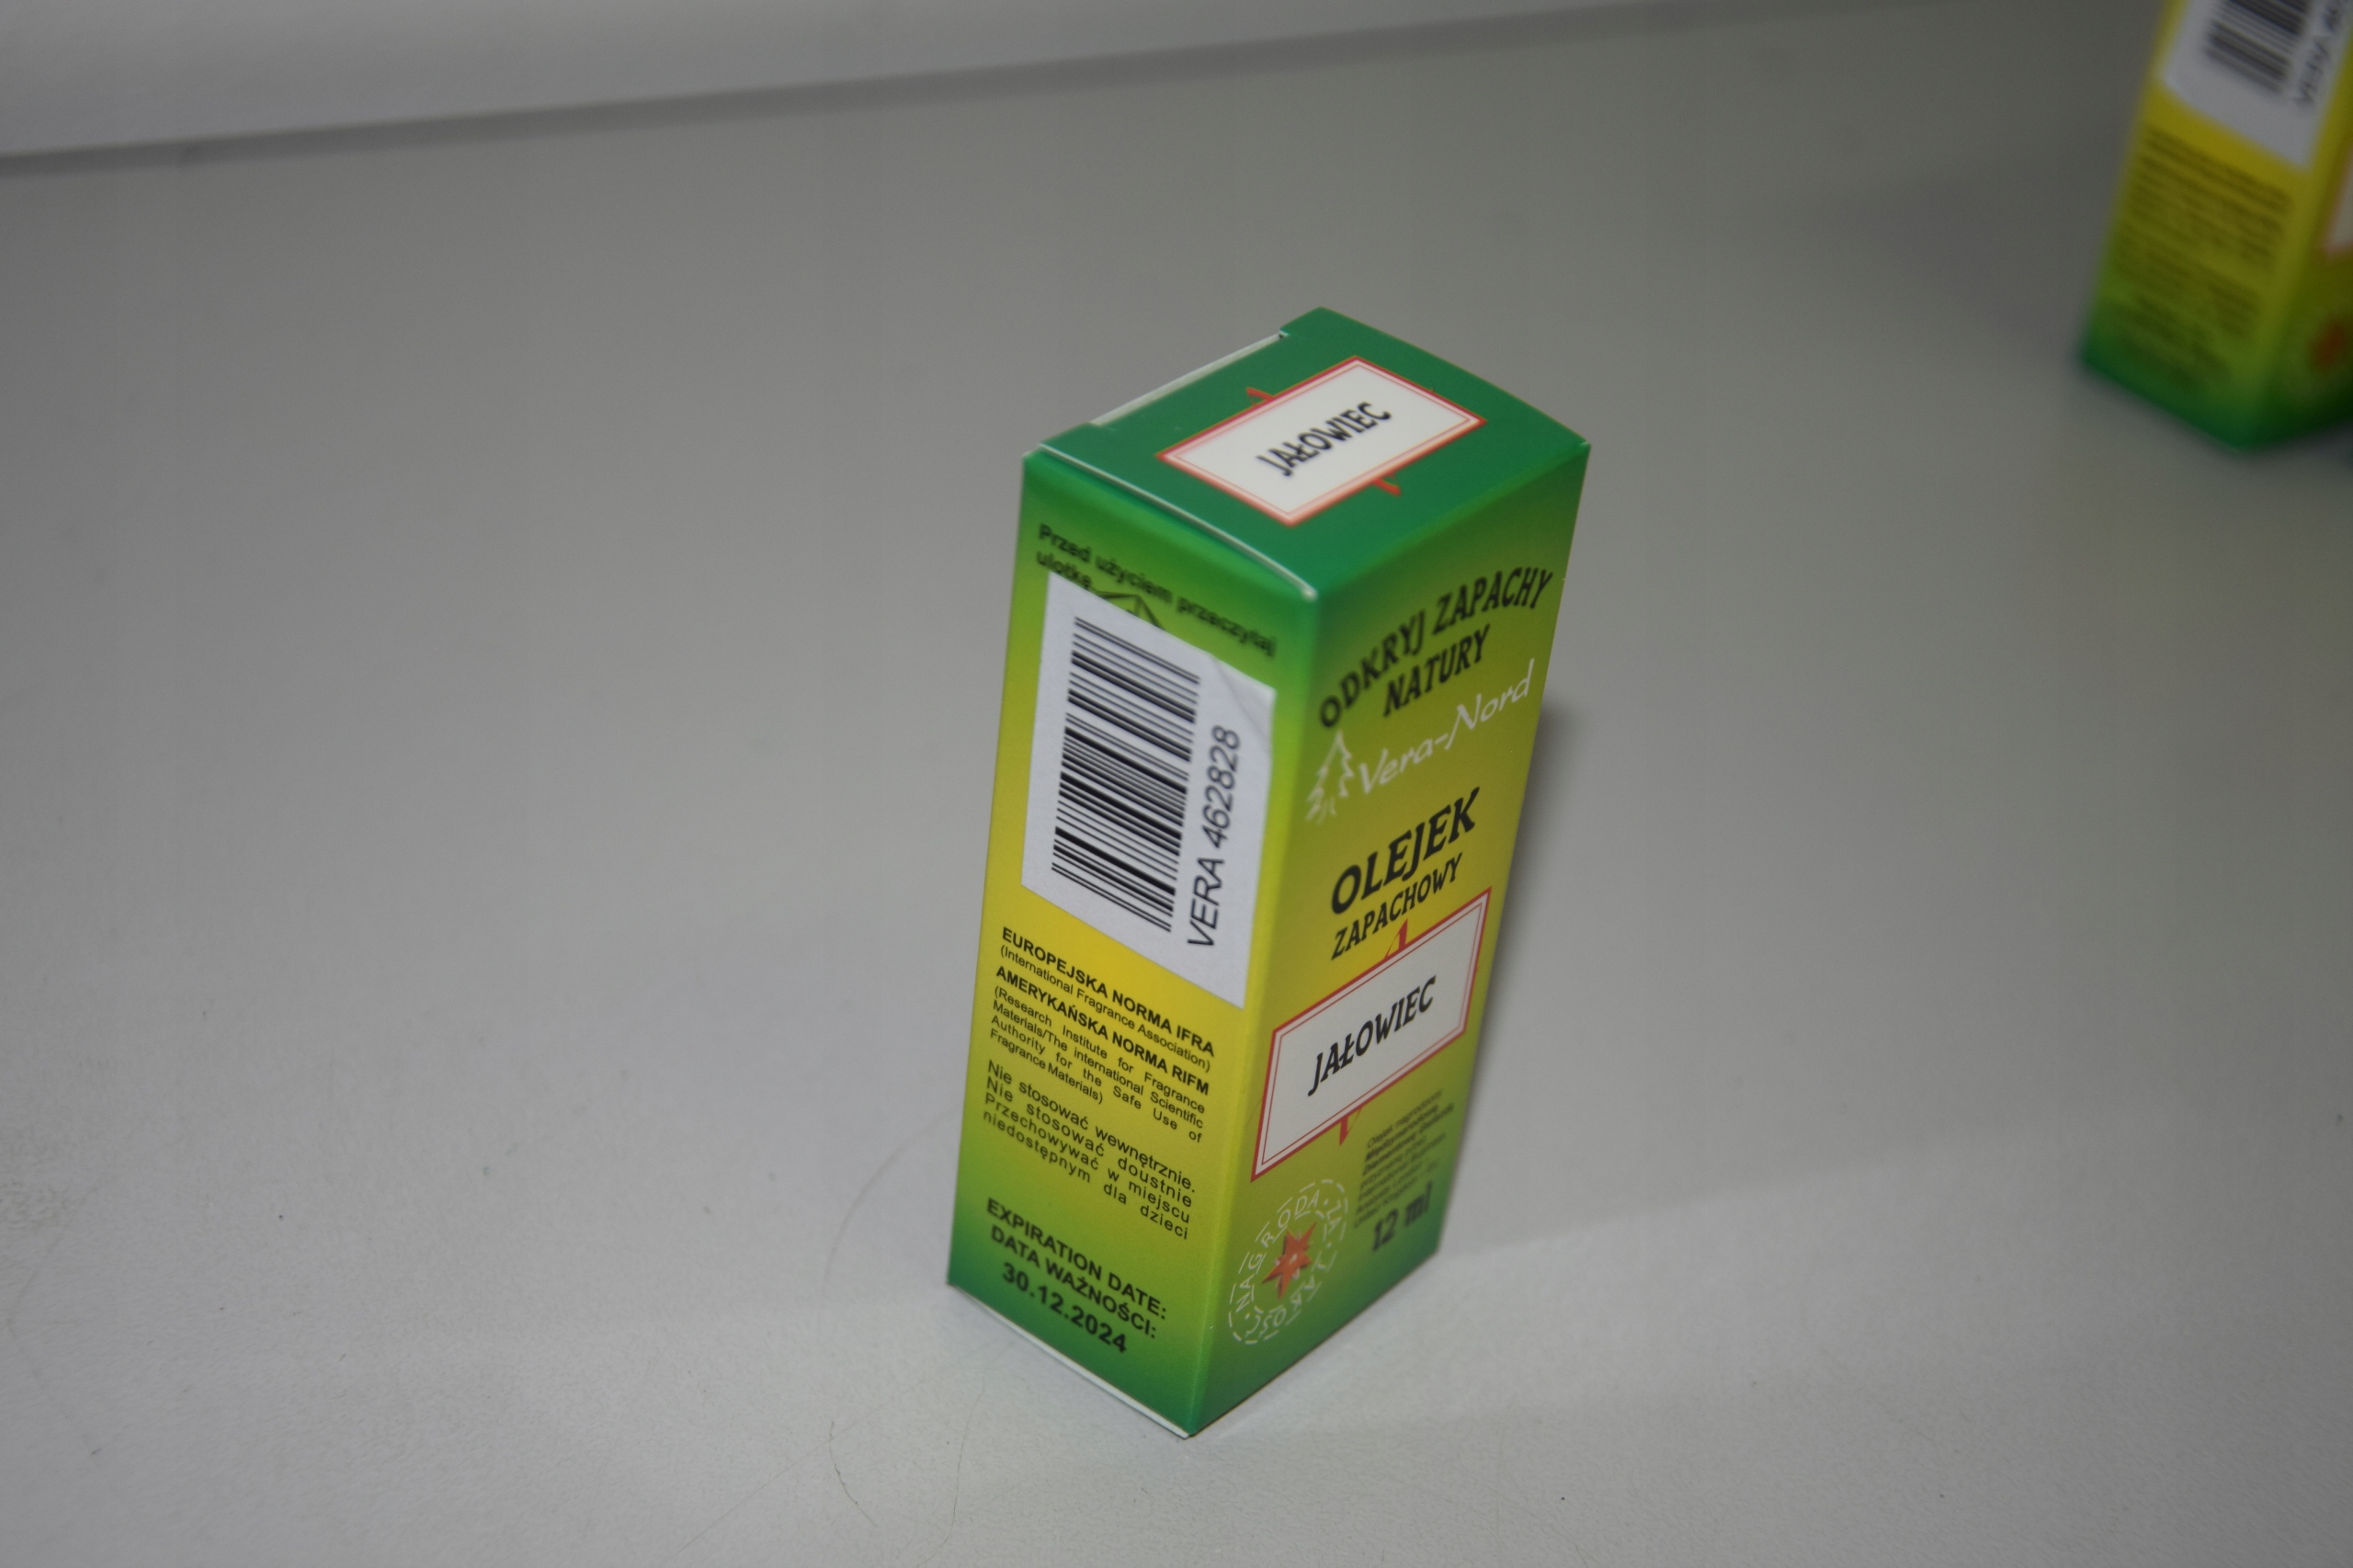 JAŁOWIEC
Przed użyciem przeczytaj
ulotkę.
VERA 462828
EUROPEJSKA NORMA IFRA
(International Fragrance Association)
AMERYKAŃSKA NORMA RIFM
(Research Institute for Fragrance
Materials/The international Scientific
Authority for the Safe Use of
Fragrance Materials)
Nie stosować wewnętrznie.
Nie stosować doustnie
Przechowywać w miejscu
niedostępnym dla dzieci
EXPIRATION DATE:
DATA WAŻNOŚCI:
30.12.2024
ODKRYJ ZAPACHY
NATURY
Vera-Nord
OLEJEK
ZAPACHOWY
JAŁOWIEC
12 ml
NAGRODA ZA JAKOŚĆ